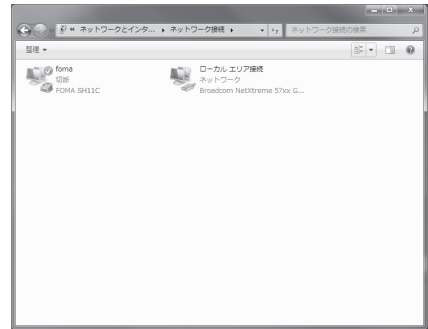 « ネットワークとインタ... ▸ ネットワーク接続 ▸
ネットワーク接続の検索
整理 ▾
foma
切断
FOMA SH11C
ローカル エリア接続
ネットワーク
Broadcom NetXtreme 57xx G...